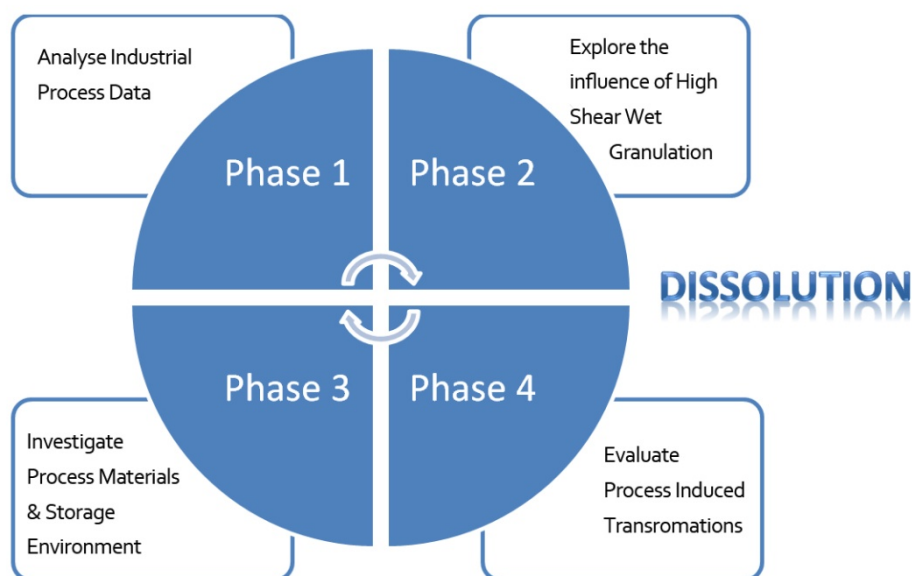 Analyse Industrial
Process Data
Explore the
influence of High
Shear Wet
Granulation
Phase 1
Phase 2
DISSOLUTION
Phase 3
Phase 4
Investigate
Process Materials
& Storage
Environment
Evaluate
Process Induced
Transromations